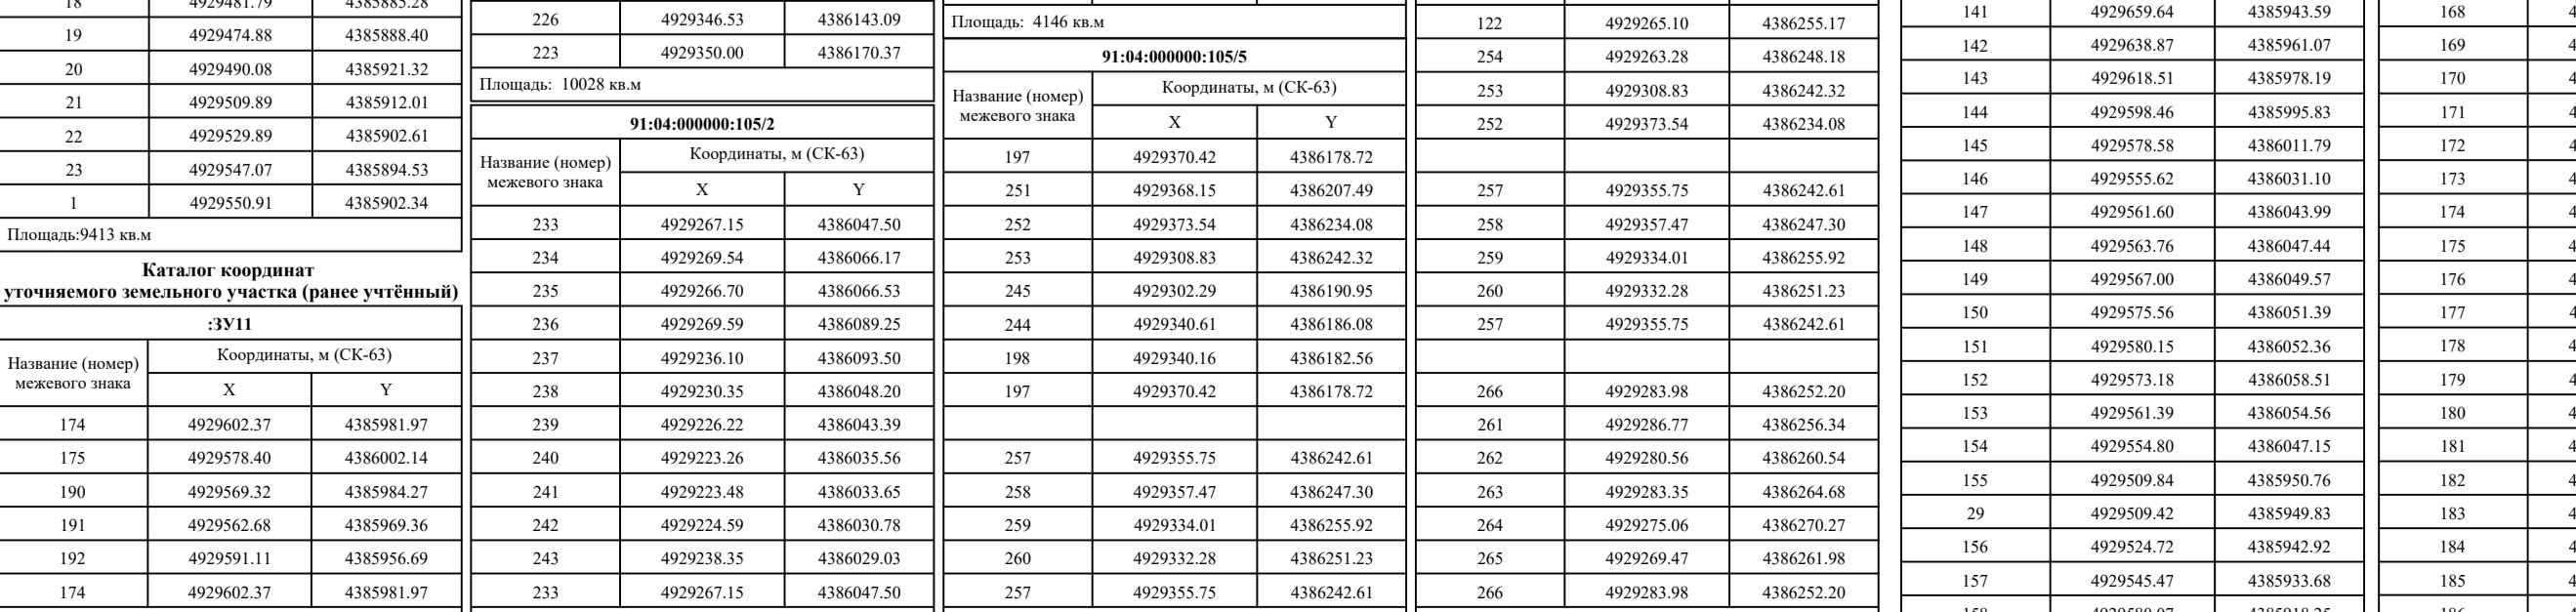 18 4929481.79 4385885.28
19 4929474.88 4385888.40
20 4929490.08 4385921.32
21 4929509.89 4385912.01
22 4929529.89 4385902.61
23 4929547.07 4385894.53
1 4929550.91 4385902.34
Площадь:9413 кв.м
Каталог координат
уточняемого земельного участка (ранее учтённый)
:ЗУ11
Название (номер) межевого знака
Координаты, м (СК-63)
X Y
174 4929602.37 4385981.97
175 4929578.40 4386002.14
190 4929569.32 4385984.27
191 4929562.68 4385969.36
192 4929591.11 4385956.69
174 4929602.37 4385981.97
226 4929346.53 4386143.09
223 4929350.00 4386170.37
Площадь: 10028 кв.м
91:04:000000:105/2
Название (номер) межевого знака
Координаты, м (СК-63)
X Y
233 4929267.15 4386047.50
234 4929269.54 4386066.17
235 4929266.70 4386066.53
236 4929269.59 4386089.25
237 4929236.10 4386093.50
238 4929230.35 4386048.20
239 4929226.22 4386043.39
240 4929223.26 4386035.56
241 4929223.48 4386033.65
242 4929224.59 4386030.78
243 4929238.35 4386029.03
233 4929267.15 4386047.50
Площадь: 4146 кв.м
91:04:000000:105/5
Название (номер) межевого знака
Координаты, м (СК-63)
X Y
197 4929370.42 4386178.72
251 4929368.15 4386207.49
252 4929373.54 4386234.08
253 4929308.83 4386242.32
245 4929302.29 4386190.95
244 4929340.61 4386186.08
198 4929340.16 4386182.56
197 4929370.42 4386178.72
257 4929355.75 4386242.61
258 4929357.47 4386247.30
259 4929334.01 4386255.92
260 4929332.28 4386251.23
257 4929355.75 4386242.61
122 4929265.10 4386255.17
254 4929263.28 4386248.18
253 4929308.83 4386242.32
252 4929373.54 4386234.08
257 4929355.75 4386242.61
258 4929357.47 4386247.30
259 4929334.01 4386255.92
260 4929332.28 4386251.23
257 4929355.75 4386242.61
266 4929283.98 4386252.20
261 4929286.77 4386256.34
262 4929280.56 4386260.54
263 4929283.35 4386264.68
264 4929275.06 4386270.27
265 4929269.47 4386261.98
266 4929283.98 4386252.20
141 4929659.64 4385943.59
142 4929638.87 4385961.07
143 4929618.51 4385978.19
144 4929598.46 4385995.83
145 4929578.58 4386011.79
146 4929555.62 4386031.10
147 4929561.60 4386043.99
148 4929563.76 4386047.44
149 4929567.00 4386049.57
150 4929575.56 4386051.39
151 4929580.15 4386052.36
152 4929573.18 4386058.51
153 4929561.39 4386054.56
154 4929554.80 4386047.15
155 4929509.84 4385950.76
29 4929509.42 4385949.83
156 4929524.72 4385942.92
157 4929545.47 4385933.68
168
169
170
171
172
173
174
175
176
177
178
179
180
181
182
183
184
185